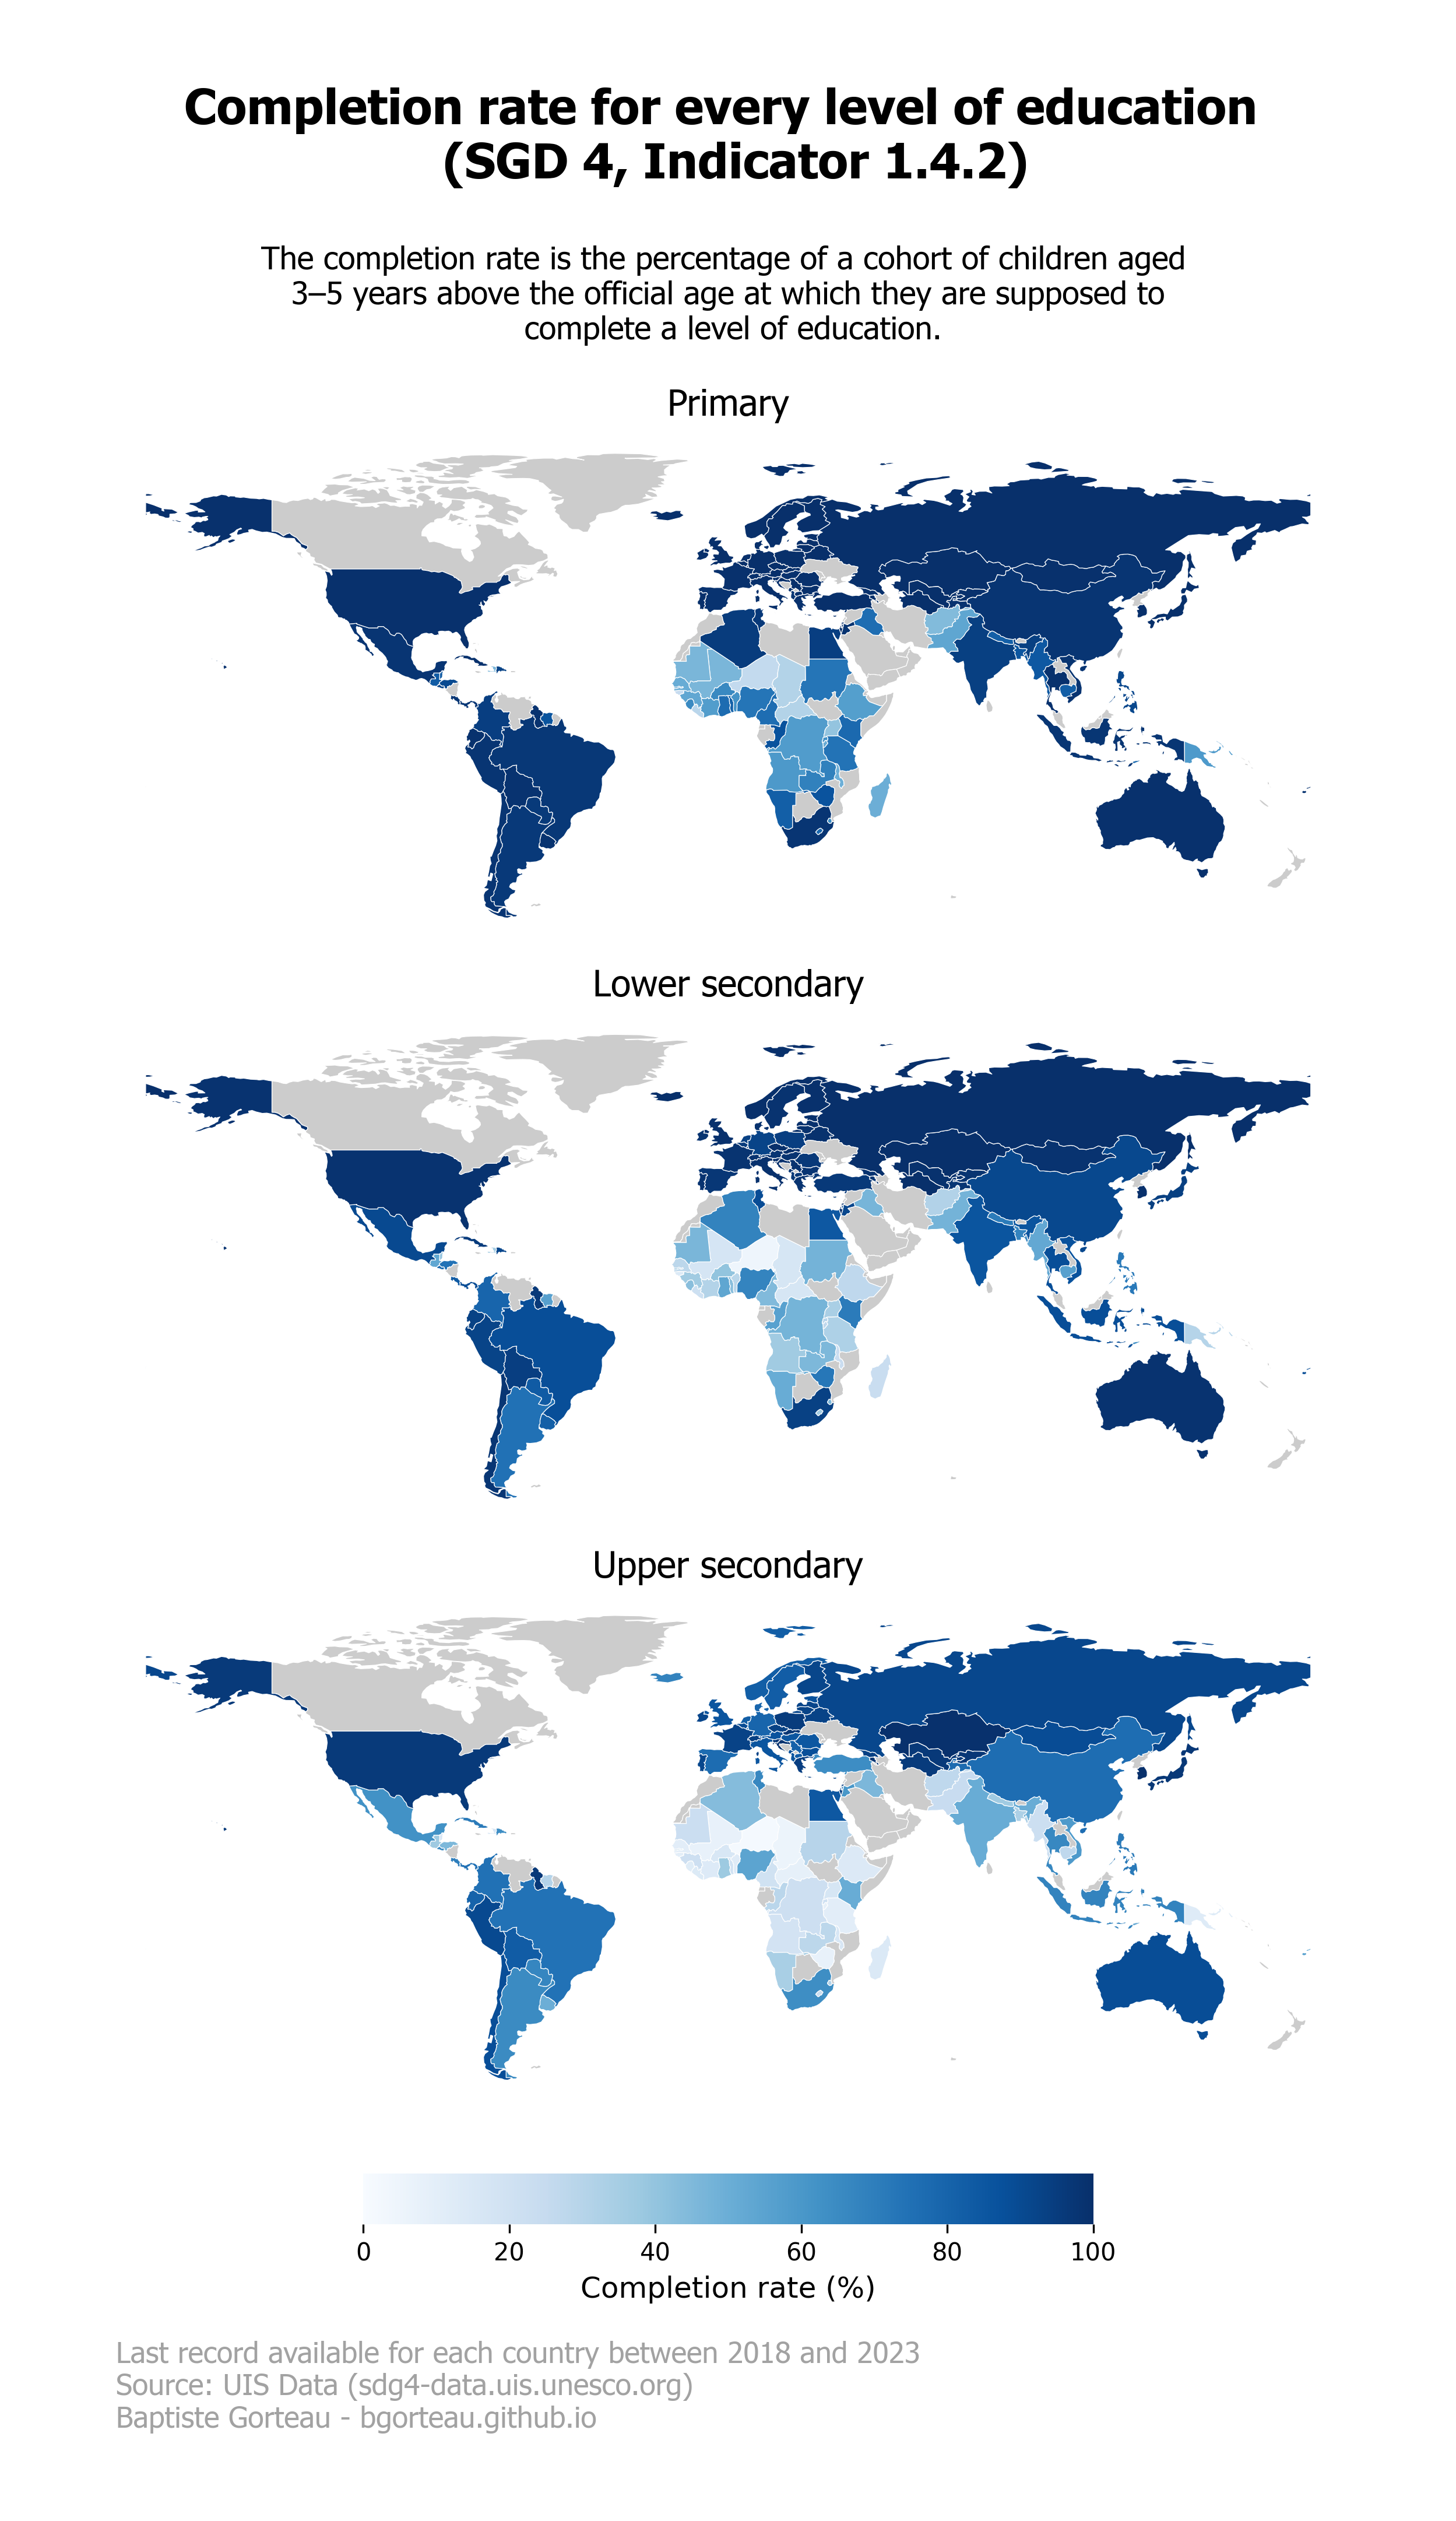 Completion rate for every level of education
(SGD 4, Indicator 1.4.2)
The completion rate is the percentage of a cohort of children aged
3–5 years above the official age at which they are supposed to
complete a level of education.
Primary
Lower secondary
Upper secondary
0 20 40 60 80 100
Completion rate (%)
Last record available for each country between 2018 and 2023
Source: UIS Data (sdg4-data.uis.unesco.org)
Baptiste Gorteau - bgorteau.github.io